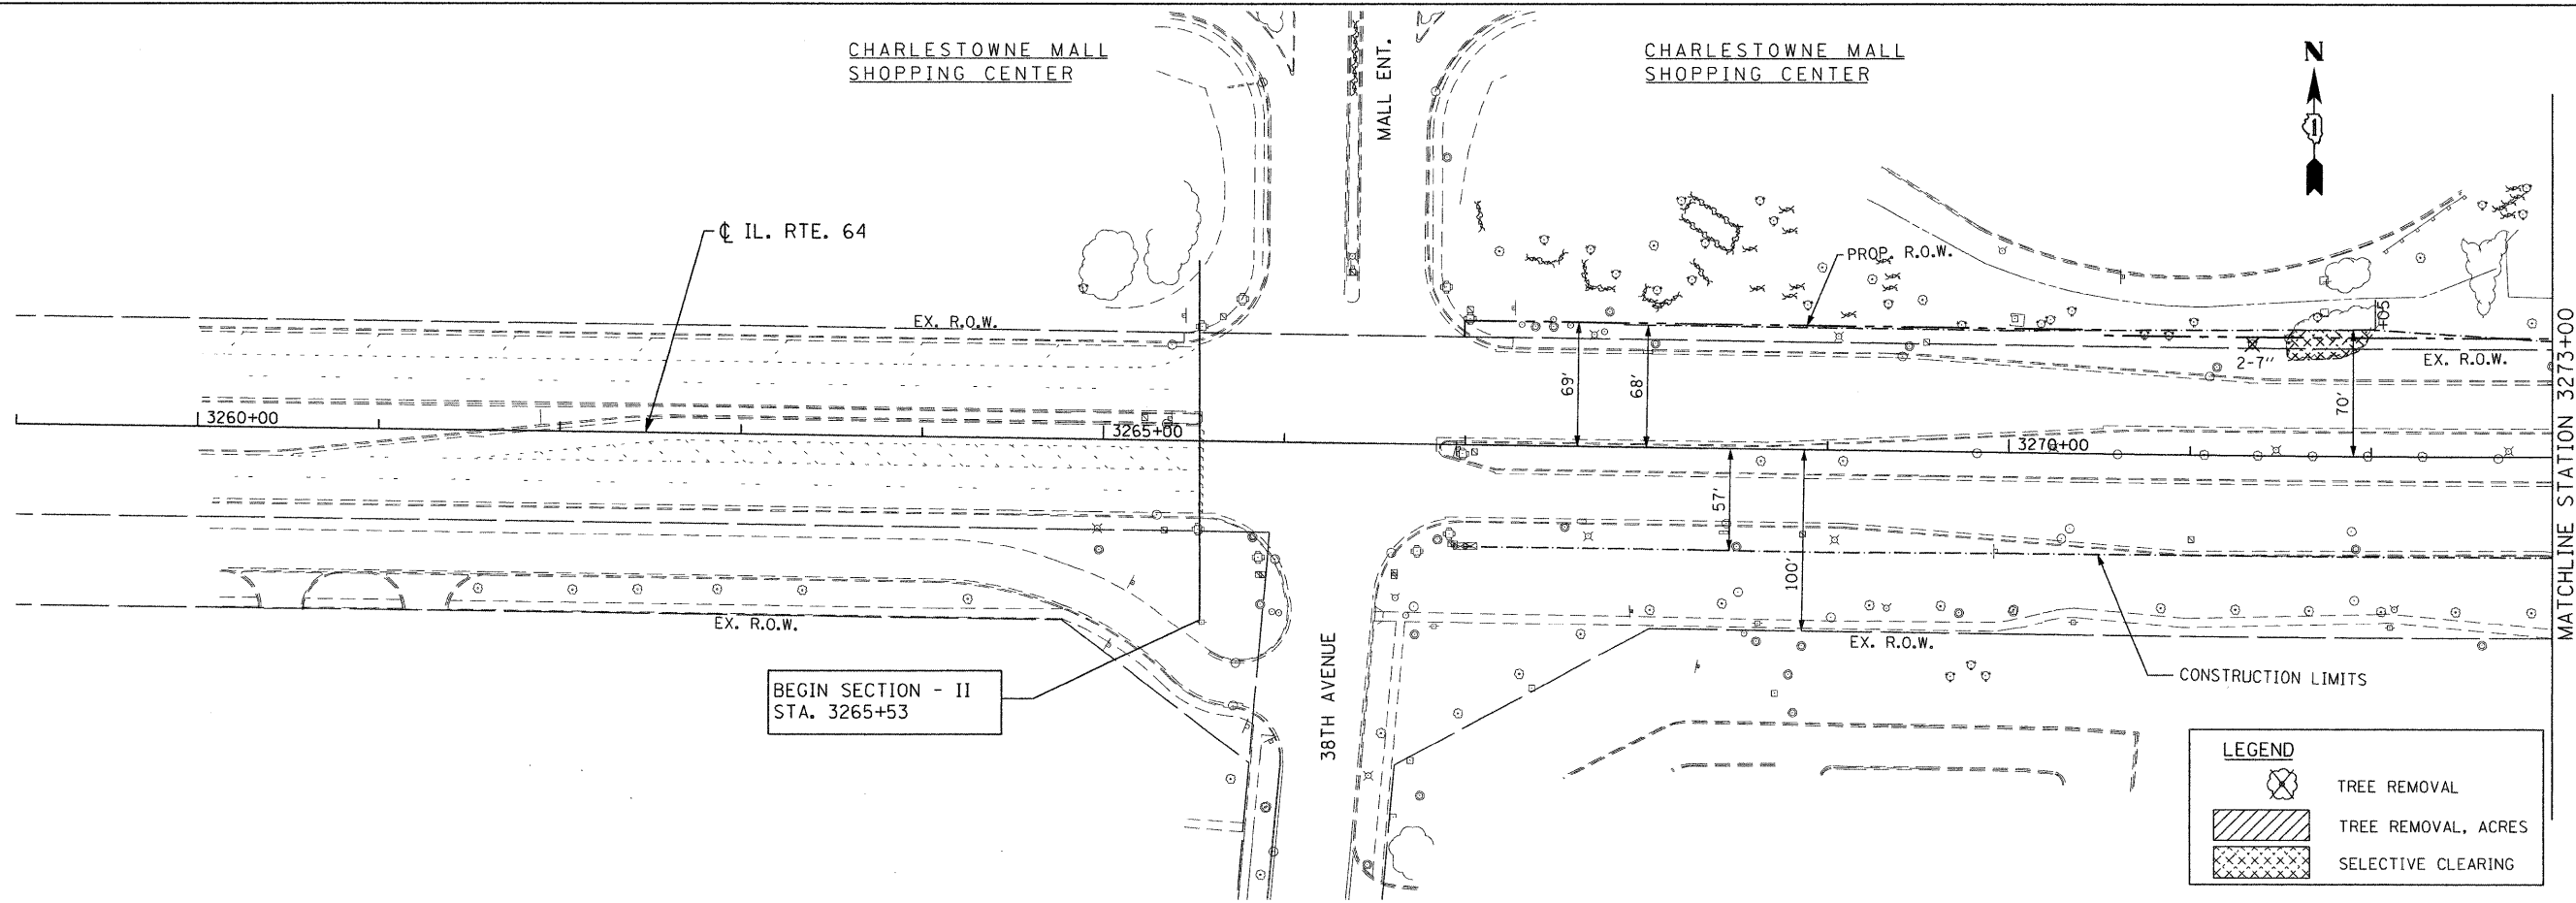 CHARLESTOWNE MALL
SHOPPING CENTER
MALL ENT.
CHARLESTOWNE MALL
SHOPPING CENTER
N
1
℄ IL. RTE. 64
PROP. R.O.W.
EX. R.O.W.
+05
2-7"
EX. R.O.W.
69'
68'
70'
3260+00
3265+00
3270+00
57'
100'
MATCHLINE STATION 3273+00
EX. R.O.W.
EX. R.O.W.
38TH AVENUE
CONSTRUCTION LIMITS
BEGIN SECTION - II
STA. 3265+53
LEGEND
TREE REMOVAL
TREE REMOVAL, ACRES
SELECTIVE CLEARING